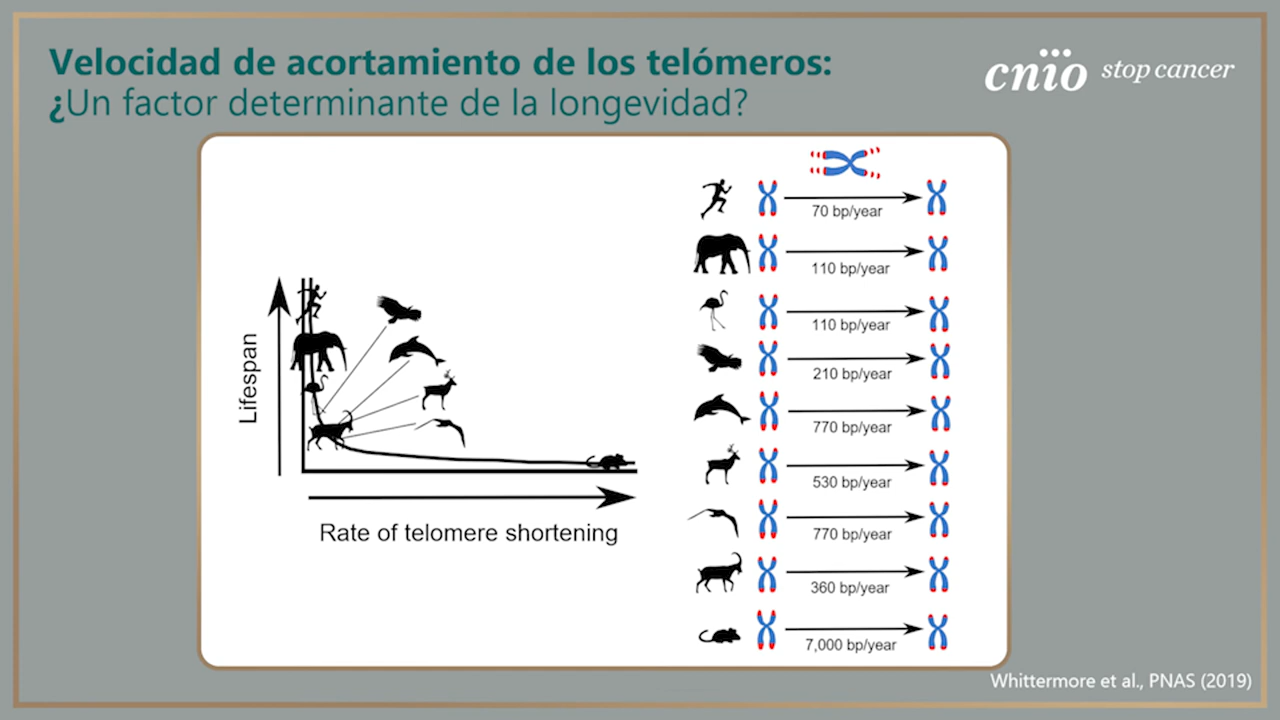 Velocidad de acortamiento de los telómeros:
¿Un factor determinante de la longevidad?
cnio stop cancer
Lifespan
Rate of telomere shortening
70 bp/year
110 bp/year
110 bp/year
210 bp/year
770 bp/year
530 bp/year
770 bp/year
360 bp/year
7,000 bp/year
Whittermore et al., PNAS (2019)